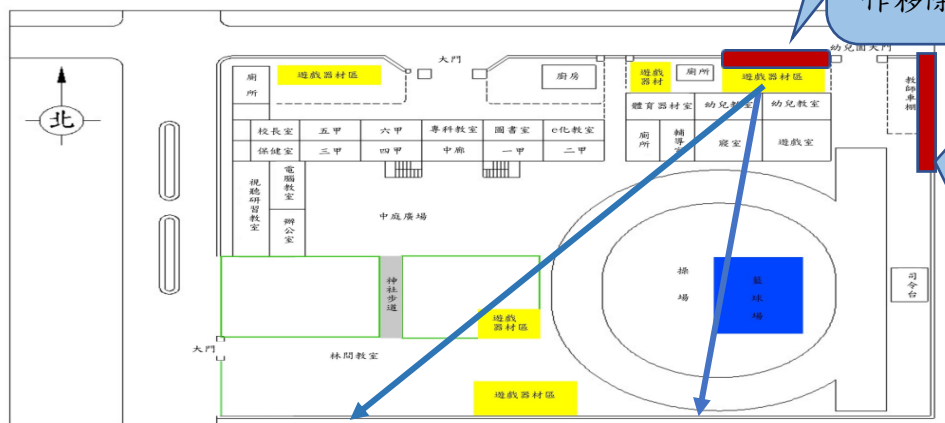 作移除
幼兒園大門
大門
廁所
遊戲器材區
廚房
遊戲
器材
廁所
遊戲器材區
教師車棚
體育器材室
幼兒教室
幼兒教室
北
校長室
五甲
六甲
專科教室
圖書室
e化教室
廁所
輔導室
寢室
遊戲室
保健室
三甲
四甲
中廊
一甲
二甲
視聽研習教室
電腦教室
辦公室
中庭廣場
神社步道
操場
籃球場
司令台
遊戲
器材區
大門
林間教室
遊戲器材區